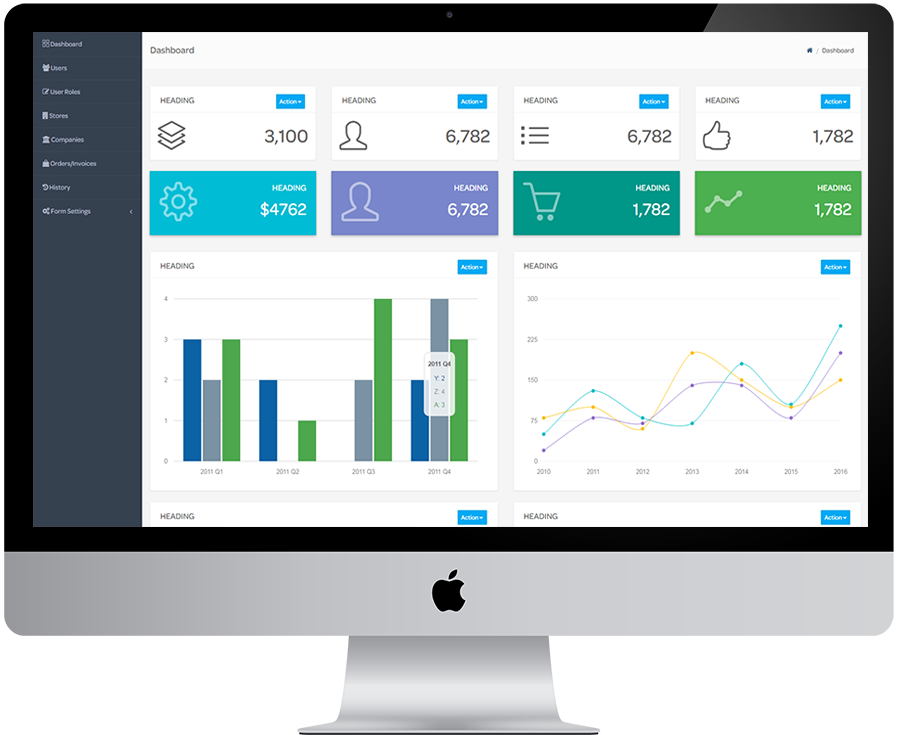 Dashboard
Users
User Roles
Stores
Companies
Orders/Invoices
History
Form Settings
Dashboard
/ Dashboard
HEADING Action
3,100
HEADING Action
6,782
HEADING Action
6,782
HEADING Action
1,782
HEADING
$4762
HEADING
6,782
HEADING
1,782
HEADING
1,782
HEADING Action
4
3
2
1
0
2011 Q1 2011 Q2 2011 Q3 2011 Q4
2011 Q4
Y: 2
Z: 4
A: 3
HEADING Action
300
225
150
75
0
2010 2011 2012 2013 2014 2015 2016
HEADING Action
HEADING Action